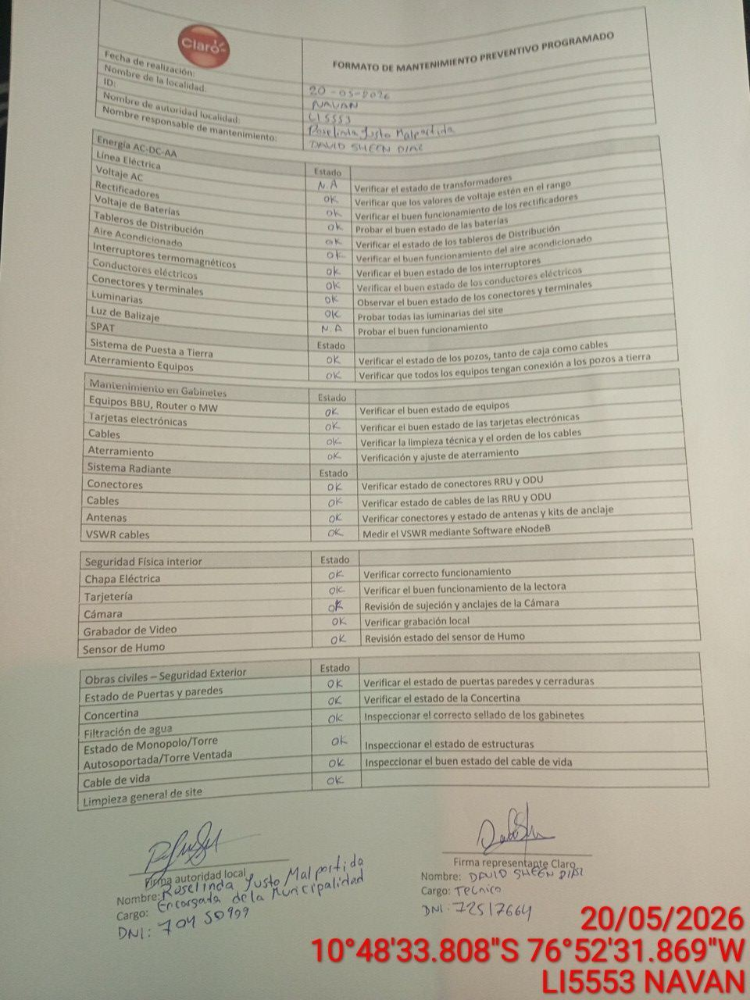 Claro
FORMATO DE MANTENIMIENTO PREVENTIVO PROGRAMADO
Fecha de realización: 20-05-2026
Nombre de la localidad: NAVAN
ID: LI5553
Nombre de autoridad localidad: Roselinda Justo Malpartida
Nombre responsable de mantenimiento: DAVID SHEEN DIAZ
Energía AC-DC-AA Estado
Línea Eléctrica N.A Verificar el estado de transformadores
Voltaje AC OK Verificar que los valores de voltaje estén en el rango
Rectificadores OK Verificar el buen funcionamiento de los rectificadores
Voltaje de Baterías OK Probar el buen estado de las baterías
Tableros de Distribución OK Verificar el estado de los tableros de Distribución
Aire Acondicionado OK Verificar el buen funcionamiento del aire acondicionado
Interruptores termomagnéticos OK Verificar el buen estado de los interruptores
Conductores eléctricos OK Verificar el buen estado de los conductores eléctricos
Conectores y terminales OK Observar el buen estado de los conectores y terminales
Luminarias OK Probar todas las luminarias del site
Luz de Balizaje N.A Probar el buen funcionamiento
SPAT Estado
Sistema de Puesta a Tierra OK Verificar el estado de los pozos, tanto de caja como cables
Aterramiento Equipos OK Verificar que todos los equipos tengan conexión a los pozos a tierra
Mantenimiento en Gabinetes Estado
Equipos BBU, Router o MW OK Verificar el buen estado de equipos
Tarjetas electrónicas OK Verificar el buen estado de las tarjetas electrónicas
Cables OK Verificar la limpieza técnica y el orden de los cables
Aterramiento OK Verificación y ajuste de aterramiento
Sistema Radiante Estado
Conectores OK Verificar estado de conectores RRU y ODU
Cables OK Verificar estado de cables de las RRU y ODU
Antenas OK Verificar conectores y estado de antenas y kits de anclaje
VSWR cables OK Medir el VSWR mediante Software eNodeB
Seguridad Física interior Estado
Chapa Eléctrica OK Verificar correcto funcionamiento
Tarjetería OK Verificar el buen funcionamiento de la lectora
Cámara OK Revisión de sujeción y anclajes de la Cámara
Grabador de Video OK Verificar grabación local
Sensor de Humo OK Revisión estado del sensor de Humo
Obras civiles – Seguridad Exterior Estado
Estado de Puertas y paredes OK Verificar el estado de puertas paredes y cerraduras
Concertina OK Verificar el estado de la Concertina
Filtración de agua OK Inspeccionar el correcto sellado de los gabinetes
Estado de Monopolo/Torre
Autosoportada/Torre Ventada OK Inspeccionar el estado de estructuras
Cable de vida OK Inspeccionar el buen estado del cable de vida
Limpieza general de site OK
Firma autoridad local
Nombre: Roselinda Justo Malpartida
Cargo: Encargada de la Municipalidad
DNI: 70450999
Firma representante Claro
Nombre: DAVID SHEEN DIAZ
Cargo: Tecnico
DNI: 72517664
20/05/2026
10°48'33.808"S 76°52'31.869"W
LI5553 NAVAN